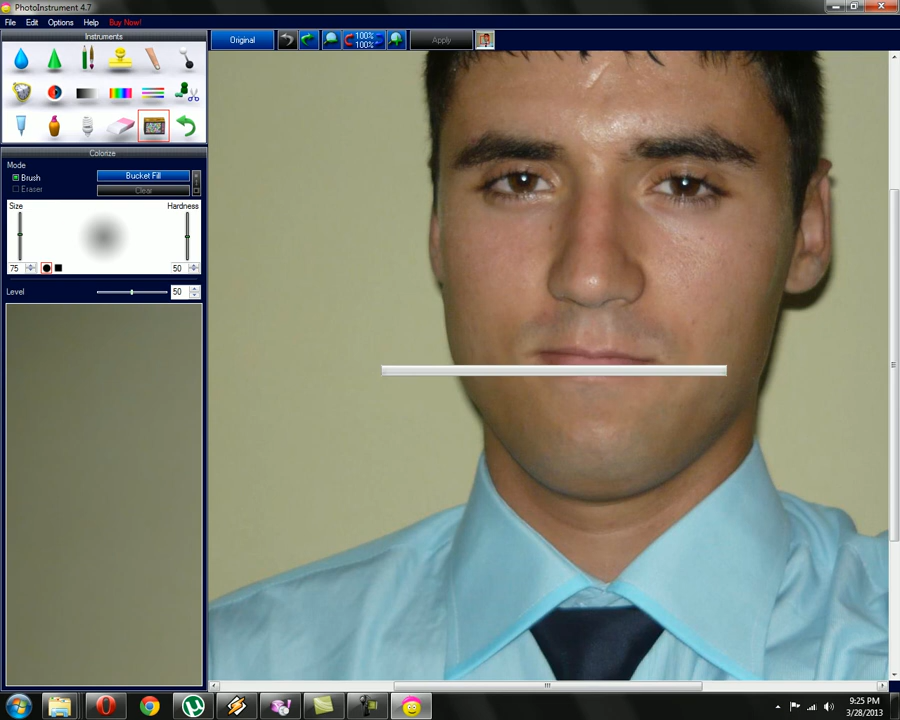 PhotoInstrument 4.7
File Edit Options Help Buy Now!
Instruments
Original 100% 100% Apply
Colorize
Mode
Brush Bucket Fill
Eraser Clear
Size Hardness
75 50
Level 50
9:25 PM
3/28/2013